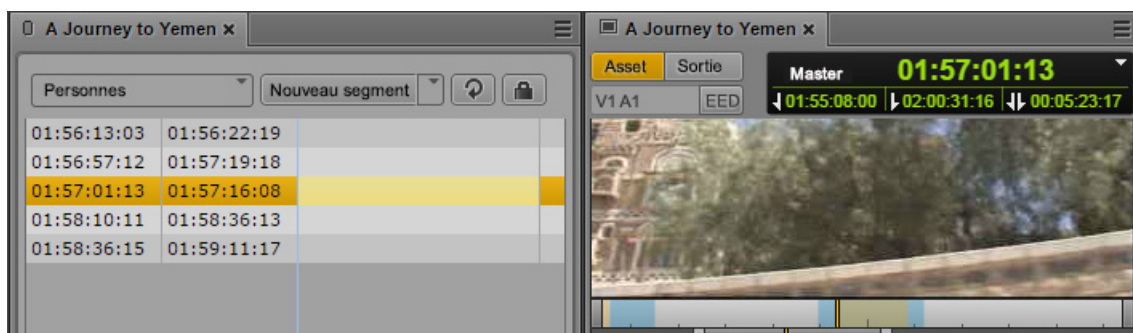 A Journey to Yemen ×
Personnes
Nouveau segment
01:56:13:03 01:56:22:19
01:56:57:12 01:57:19:18
01:57:01:13 01:57:16:08
01:58:10:11 01:58:36:13
01:58:36:15 01:59:11:17
A Journey to Yemen ×
Asset Sortie
Master 01:57:01:13
V1 A1 EED
01:55:08:00 02:00:31:16 00:05:23:17